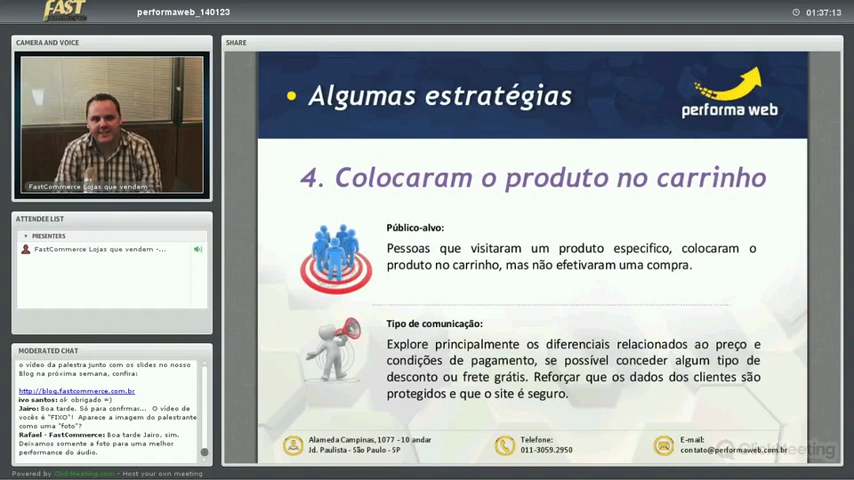 FAST
performaweb_140123
01:37:13
CAMERA AND VOICE
FastCommerce Lojas que vendem
ATTENDEE LIST
PRESENTERS
FastCommerce Lojas que vendem -...
MODERATED CHAT
o vídeo da palestra junto com os slides no nosso
Blog na próxima semana, confira:
http://blog.fastcommerce.com.br
ivo santos: ok obrigado =)
Jairo: Boa tarde. Só para confirmar... O vídeo de
vocês é "FIXO"! Aparece a imagem do palestrante
como uma "foto"?
Rafael - FastCommerce: Boa tarde Jairo, sim.
Deixamos somente a foto para uma melhor
performance do áudio.
SHARE
• Algumas estratégias
performa web
4. Colocaram o produto no carrinho
Público-alvo:
Pessoas que visitaram um produto especifico, colocaram o
produto no carrinho, mas não efetivaram uma compra.
Tipo de comunicação:
Explore principalmente os diferenciais relacionados ao preço e
condições de pagamento, se possível conceder algum tipo de
desconto ou frete grátis. Reforçar que os dados dos clientes são
protegidos e que o site é seguro.
Alameda Campinas, 1077 - 10 andar
Jd. Paulista - São Paulo - SP
Telefone:
011-3059.2950
E-mail:
contato@performaweb.com.br
ClickMeeting
Powered by ClickMeeting.com • Host your own meeting